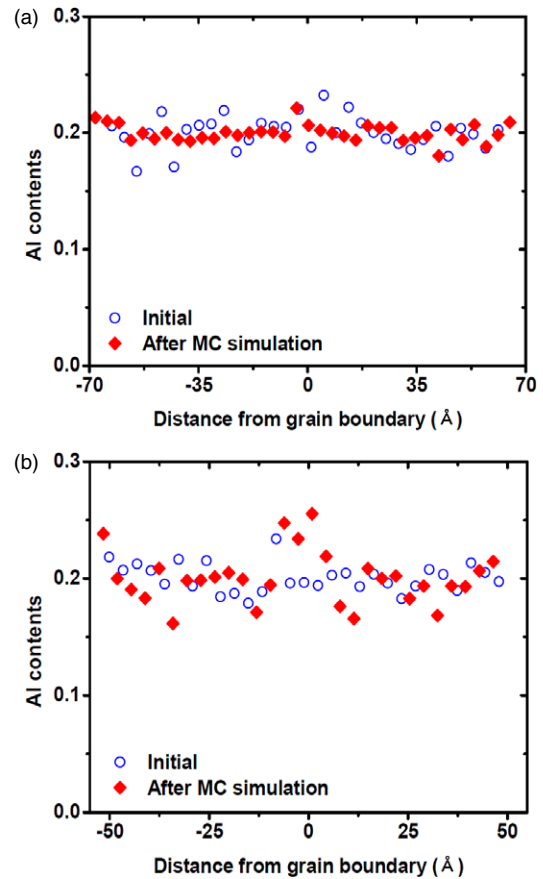 (a)
0.3
0.2
0.1
0.0
Al contents
Initial
After MC simulation
-70 -35 0 35 70
Distance from grain boundary (Å)
(b)
0.3
0.2
0.1
0.0
Al contents
Initial
After MC simulation
-50 -25 0 25 50
Distance from grain boundary (Å)